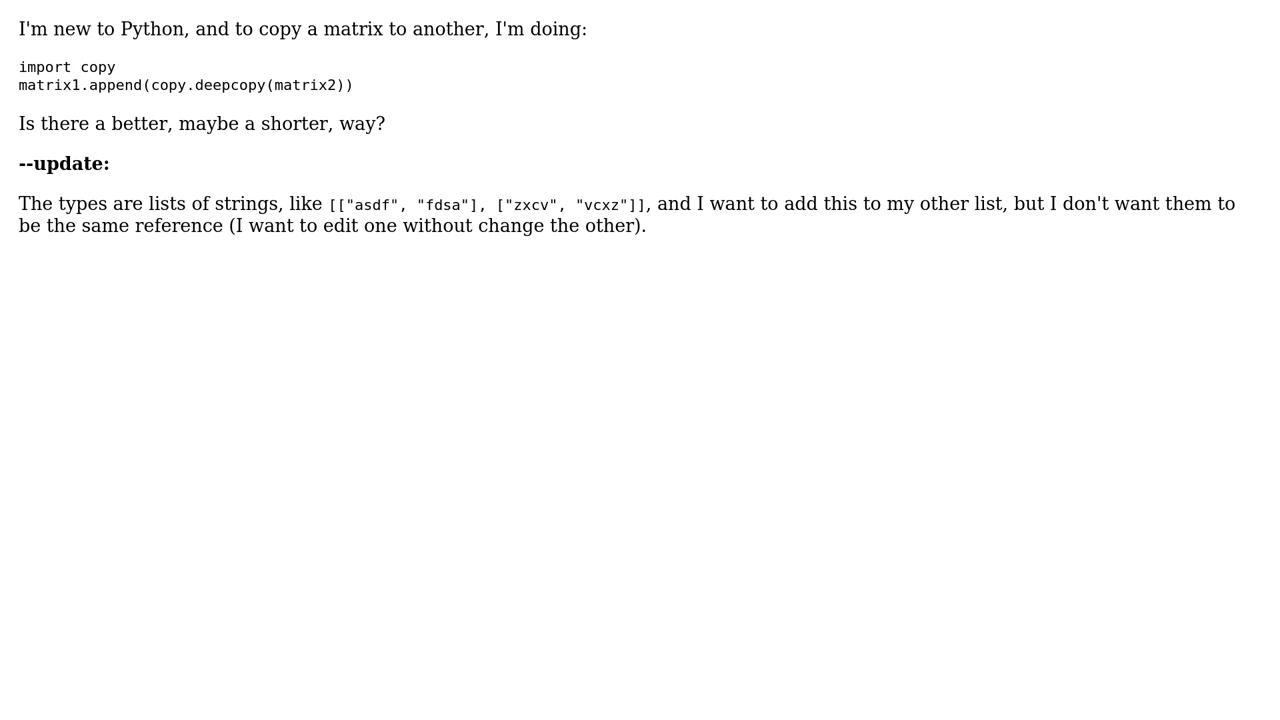 I'm new to Python, and to copy a matrix to another, I'm doing:
import copy
matrix1.append(copy.deepcopy(matrix2))
Is there a better, maybe a shorter, way?
--update:
The types are lists of strings, like [["asdf", "fdsa"], ["zxcv", "vcxz"]], and I want to add this to my other list, but I don't want them to
be the same reference (I want to edit one without change the other).